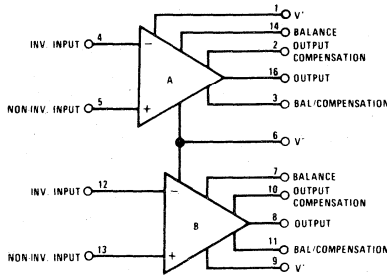 1 V'
14 BALANCE
2 OUTPUT
COMPENSATION
INV. INPUT 4 −
A
16 OUTPUT
NON-INV. INPUT 5 +
3 BAL/COMPENSATION
6 V'
7 BALANCE
10 OUTPUT
COMPENSATION
INV. INPUT 12 −
B
8 OUTPUT
11 BAL/COMPENSATION
NON-INV. INPUT 13 +
9 V'